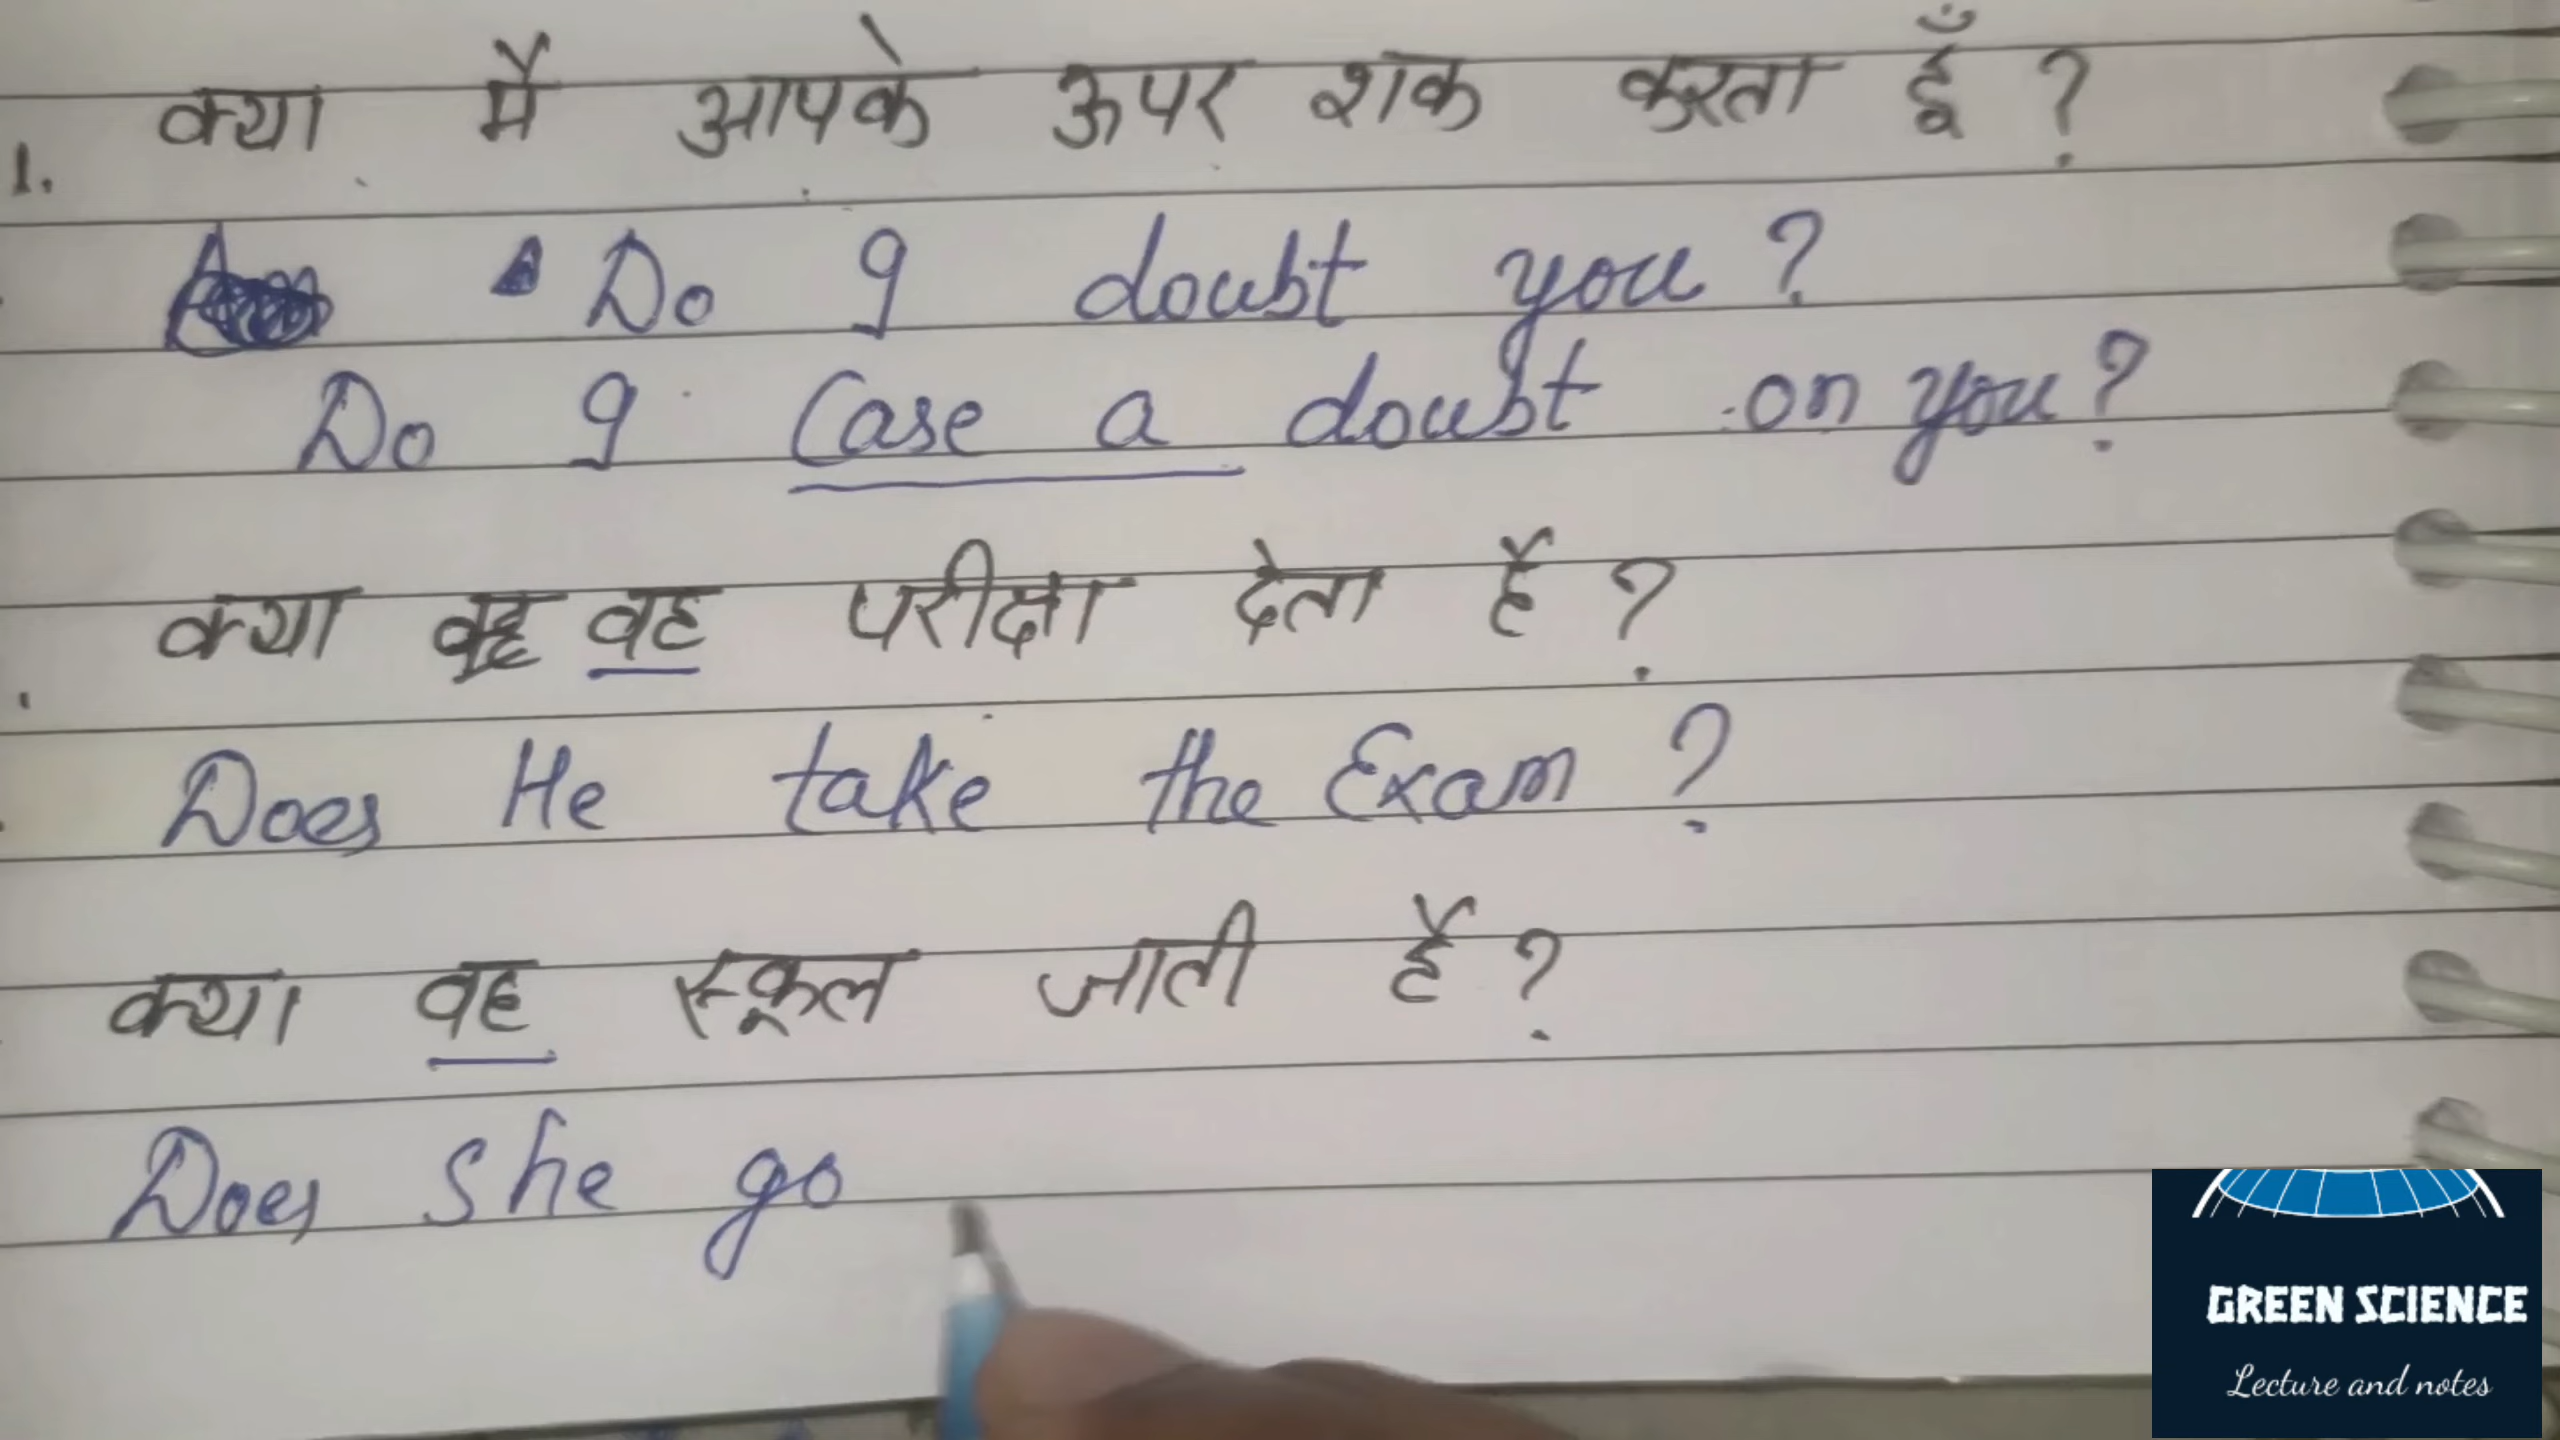 1. क्या मै आपके ऊपर शक करता हूँ ?
Do I doubt you ?
Do I Case a doubt on you ?
क्या वह वह परीक्षा देता है ?
Does He take the Exam ?
क्या वह स्कूल जाती है ?
Does She go
GREEN SCIENCE
Lecture and notes